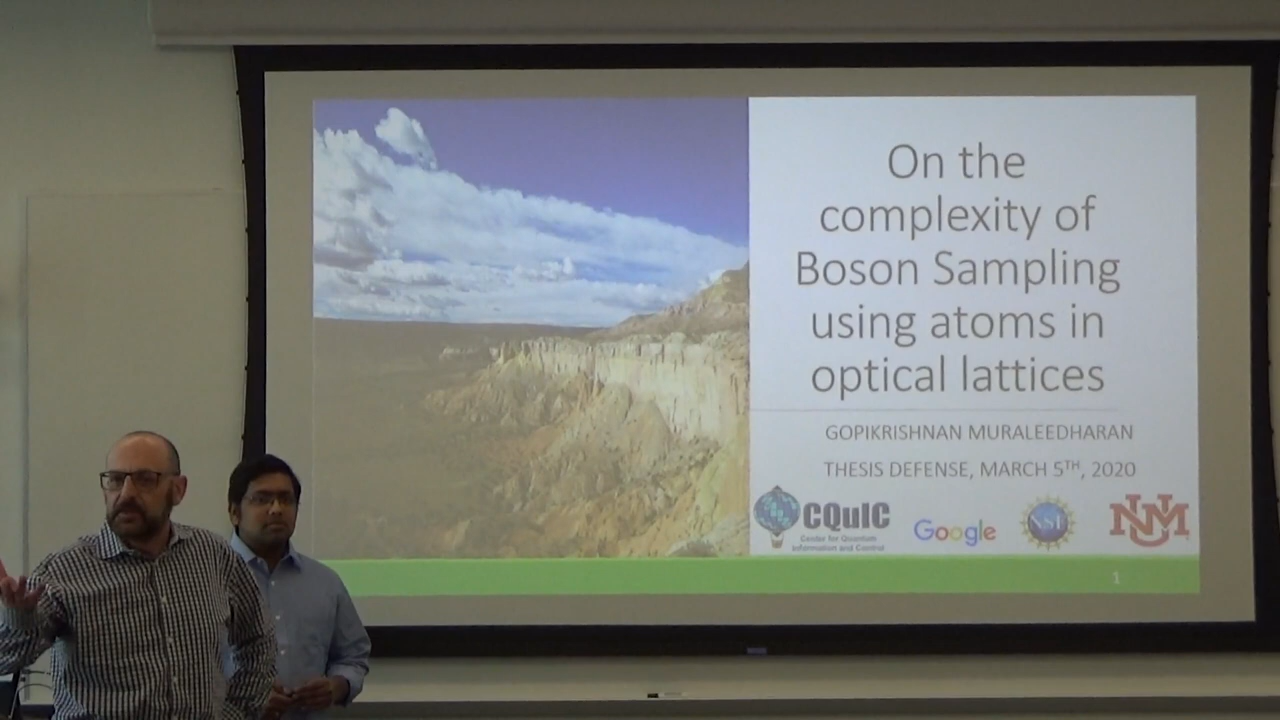 On the
complexity of
Boson Sampling
using atoms in
optical lattices
GOPIKRISHNAN MURALEEDHARAN
THESIS DEFENSE, MARCH 5TH, 2020
CQuIC
Center for Quantum
Information and Control
Google
NSF
UNM
1